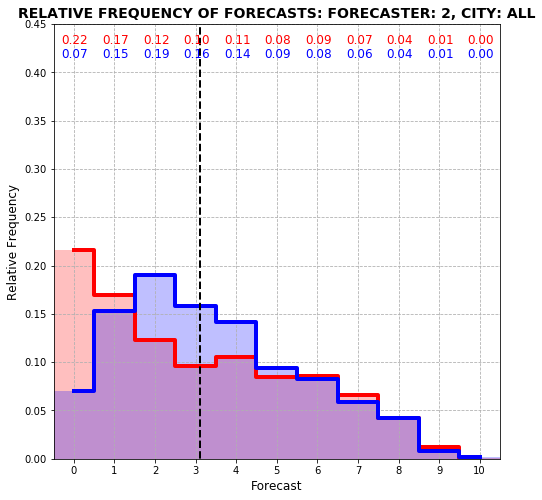 RELATIVE FREQUENCY OF FORECASTS: FORECASTER: 2, CITY: ALL
0.45
0.22 0.17 0.12 0.10 0.11 0.08 0.09 0.07 0.04 0.01 0.00
0.07 0.15 0.19 0.16 0.14 0.09 0.08 0.06 0.04 0.01 0.00
0.40
0.35
0.30
0.25
Relative Frequency
0.20
0.15
0.10
0.05
0.00
0 1 2 3 4 5 6 7 8 9 10
Forecast